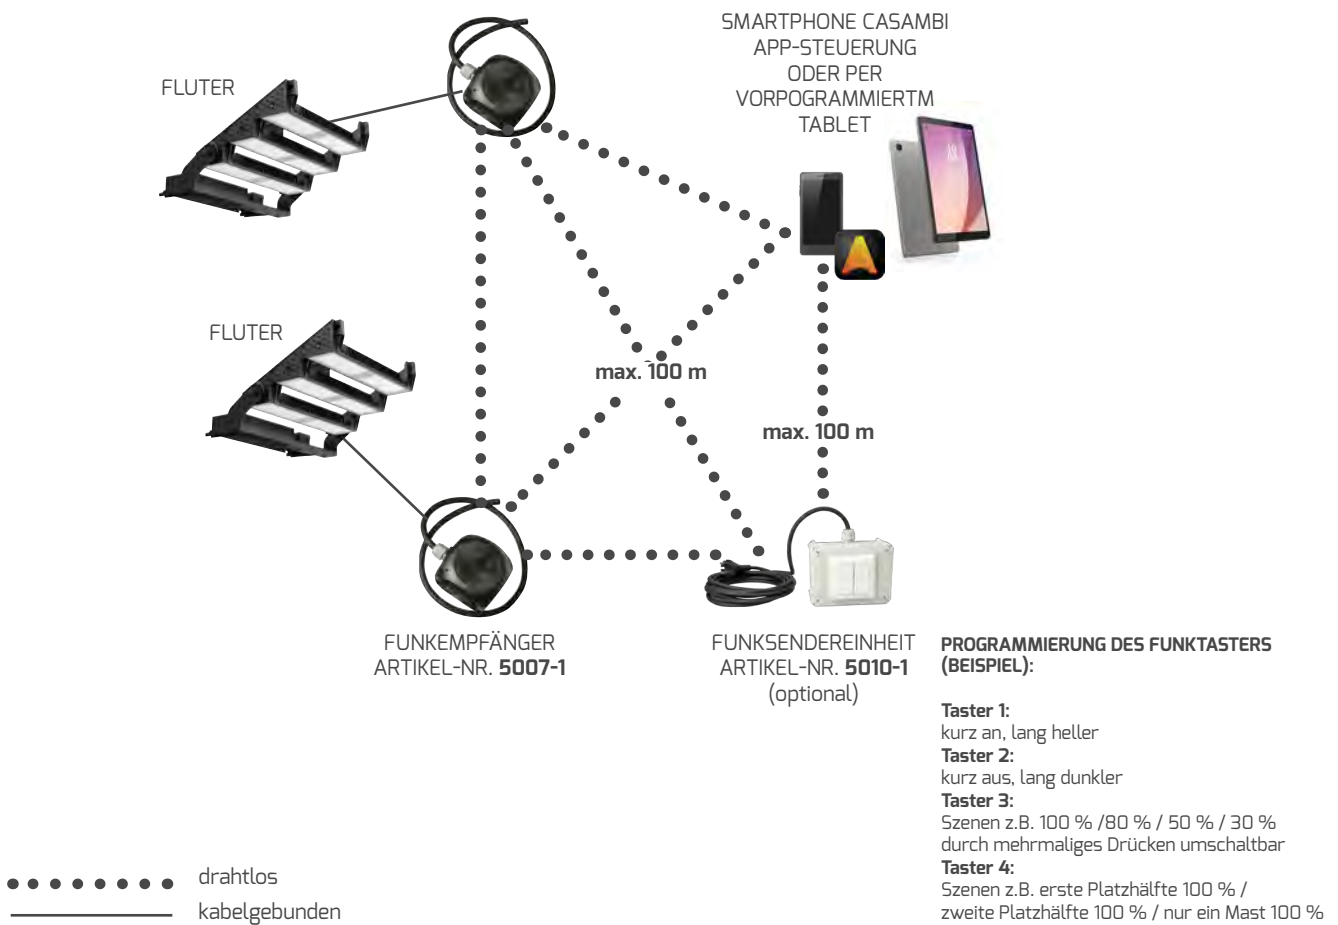 SMARTPHONE CASAMBI
APP-STEUERUNG
ODER PER
VORPOGRAMMIERTM
TABLET
FLUTER
FLUTER
max. 100 m
max. 100 m
FUNKEMPFÄNGER
ARTIKEL-NR. 5007-1
FUNKSENDEREINHEIT
ARTIKEL-NR. 5010-1
(optional)
PROGRAMMIERUNG DES FUNKTASTERS
(BEISPIEL):
Taster 1:
kurz an, lang heller
Taster 2:
kurz aus, lang dunkler
Taster 3:
Szenen z.B. 100 % /80 % / 50 % / 30 %
durch mehrmaliges Drücken umschaltbar
Taster 4:
Szenen z.B. erste Platzhälfte 100 % /
zweite Platzhälfte 100 % / nur ein Mast 100 %
drahtlos
kabelgebunden